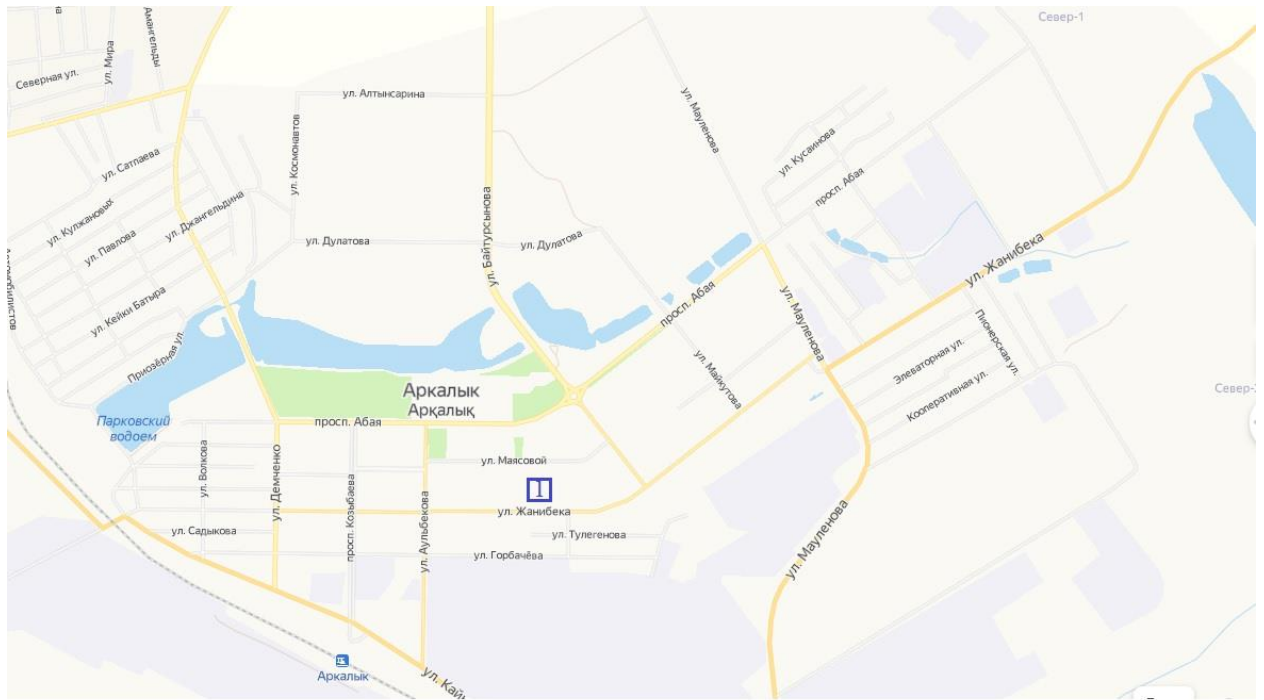 Север-1
ул. Мира
Амангельды
Северная ул.
ул. Алтынсарина
ул. Мауленова
ул. Космонавтов
ул. Сатпаева
ул. Кусаинова
просп. Абая
ул. Кулжановых
ул. Джангельдина
ул. Павлова
ул. Байтурсынова
ул. Дулатова
ул. Дулатова
ул. Жанибека
ул. Кейки Батыра
просп. Абая
ул. Мауленова
Приозёрная ул.
Пионерская ул.
Элеваторная ул.
ул. Майкутова
Аркалык
Арқалық
Кооперативная ул.
Парковский
водоем
просп. Абая
ул. Маясовой
ул. Волкова
ул. Демченко
просп. Козыбаева
ул. Аульбекова
ул. Жанибека
ул. Садыкова
ул. Тулегенова
ул. Горбачёва
ул. Мауленова
Аркалык